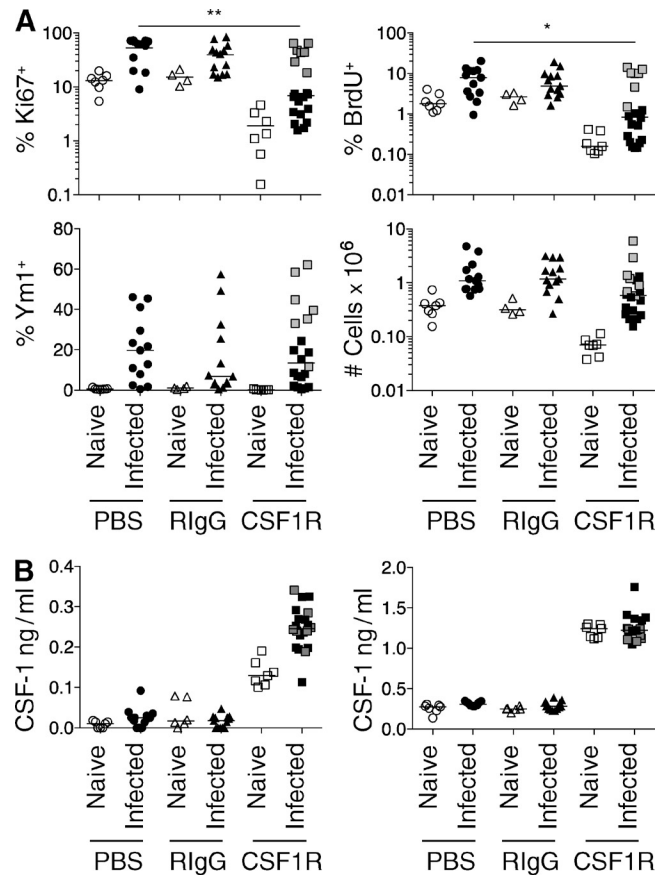 A
**
% Ki67+
100
10
1
0.1
*
% BrdU+
100
10
1
0.10
0.01
% Ym1+
80
60
40
20
0
# Cells x 10^6
10
1
0.10
0.01
Naive Infected Naive Infected Naive Infected
PBS RIgG CSF1R
Naive Infected Naive Infected Naive Infected
PBS RIgG CSF1R
B
CSF-1 ng/ml
0.4
0.3
0.2
0.1
0.0
CSF-1 ng/ml
2.0
1.5
1.0
0.5
0.0
Naive Infected Naive Infected Naive Infected
PBS RIgG CSF1R
Naive Infected Naive Infected Naive Infected
PBS RIgG CSF1R